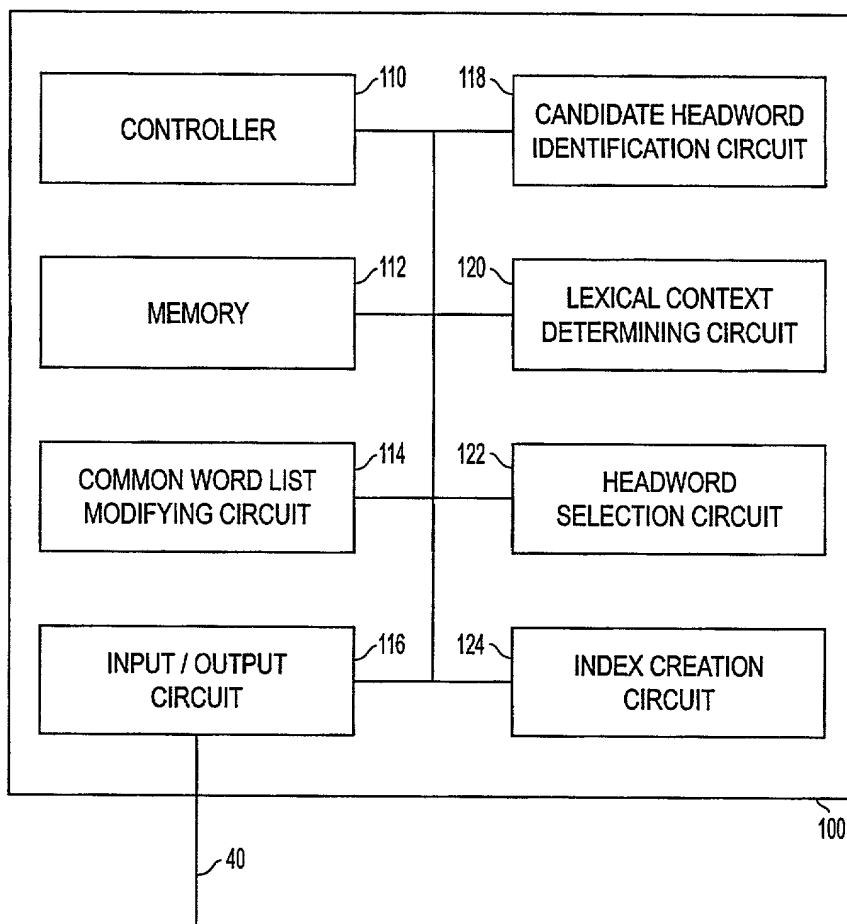 110
CONTROLLER
118
CANDIDATE HEADWORD
IDENTIFICATION CIRCUIT
112
MEMORY
120
LEXICAL CONTEXT
DETERMINING CIRCUIT
114
COMMON WORD LIST
MODIFYING CIRCUIT
122
HEADWORD
SELECTION CIRCUIT
116
INPUT / OUTPUT
CIRCUIT
124
INDEX CREATION
CIRCUIT
100
40